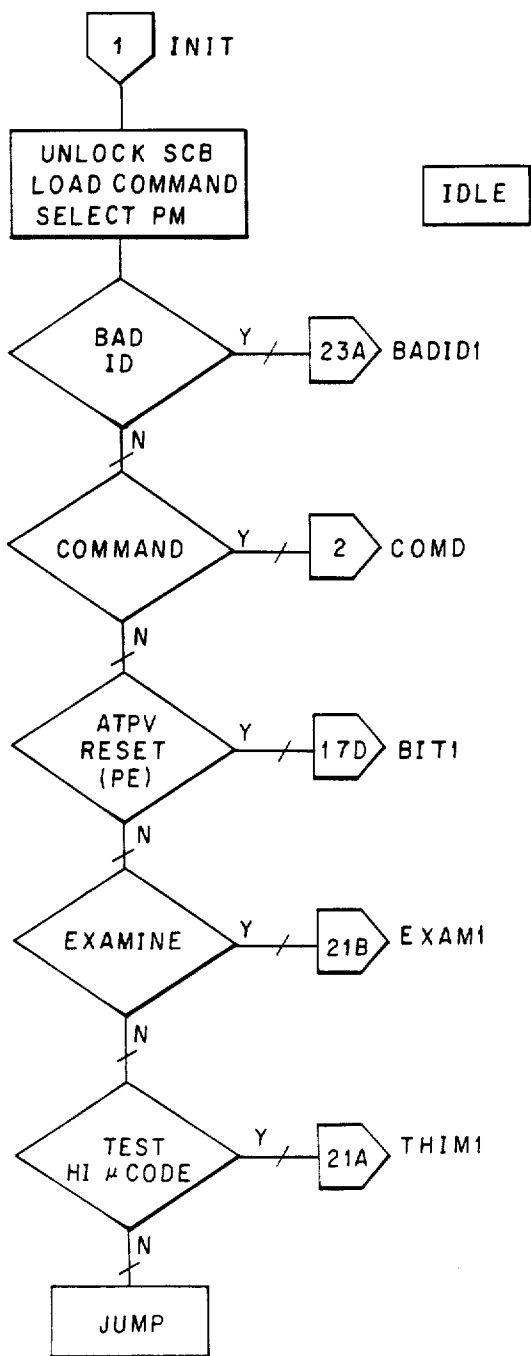 1 INIT
UNLOCK SCB
LOAD COMMAND
SELECT PM
IDLE
BAD
ID
Y
23A BADID1
N
COMMAND
Y
2 COMD
N
ATPV
RESET
(PE)
Y
17D BIT1
N
EXAMINE
Y
21B EXAM1
N
TEST
HI μCODE
Y
21A THIM1
N
JUMP